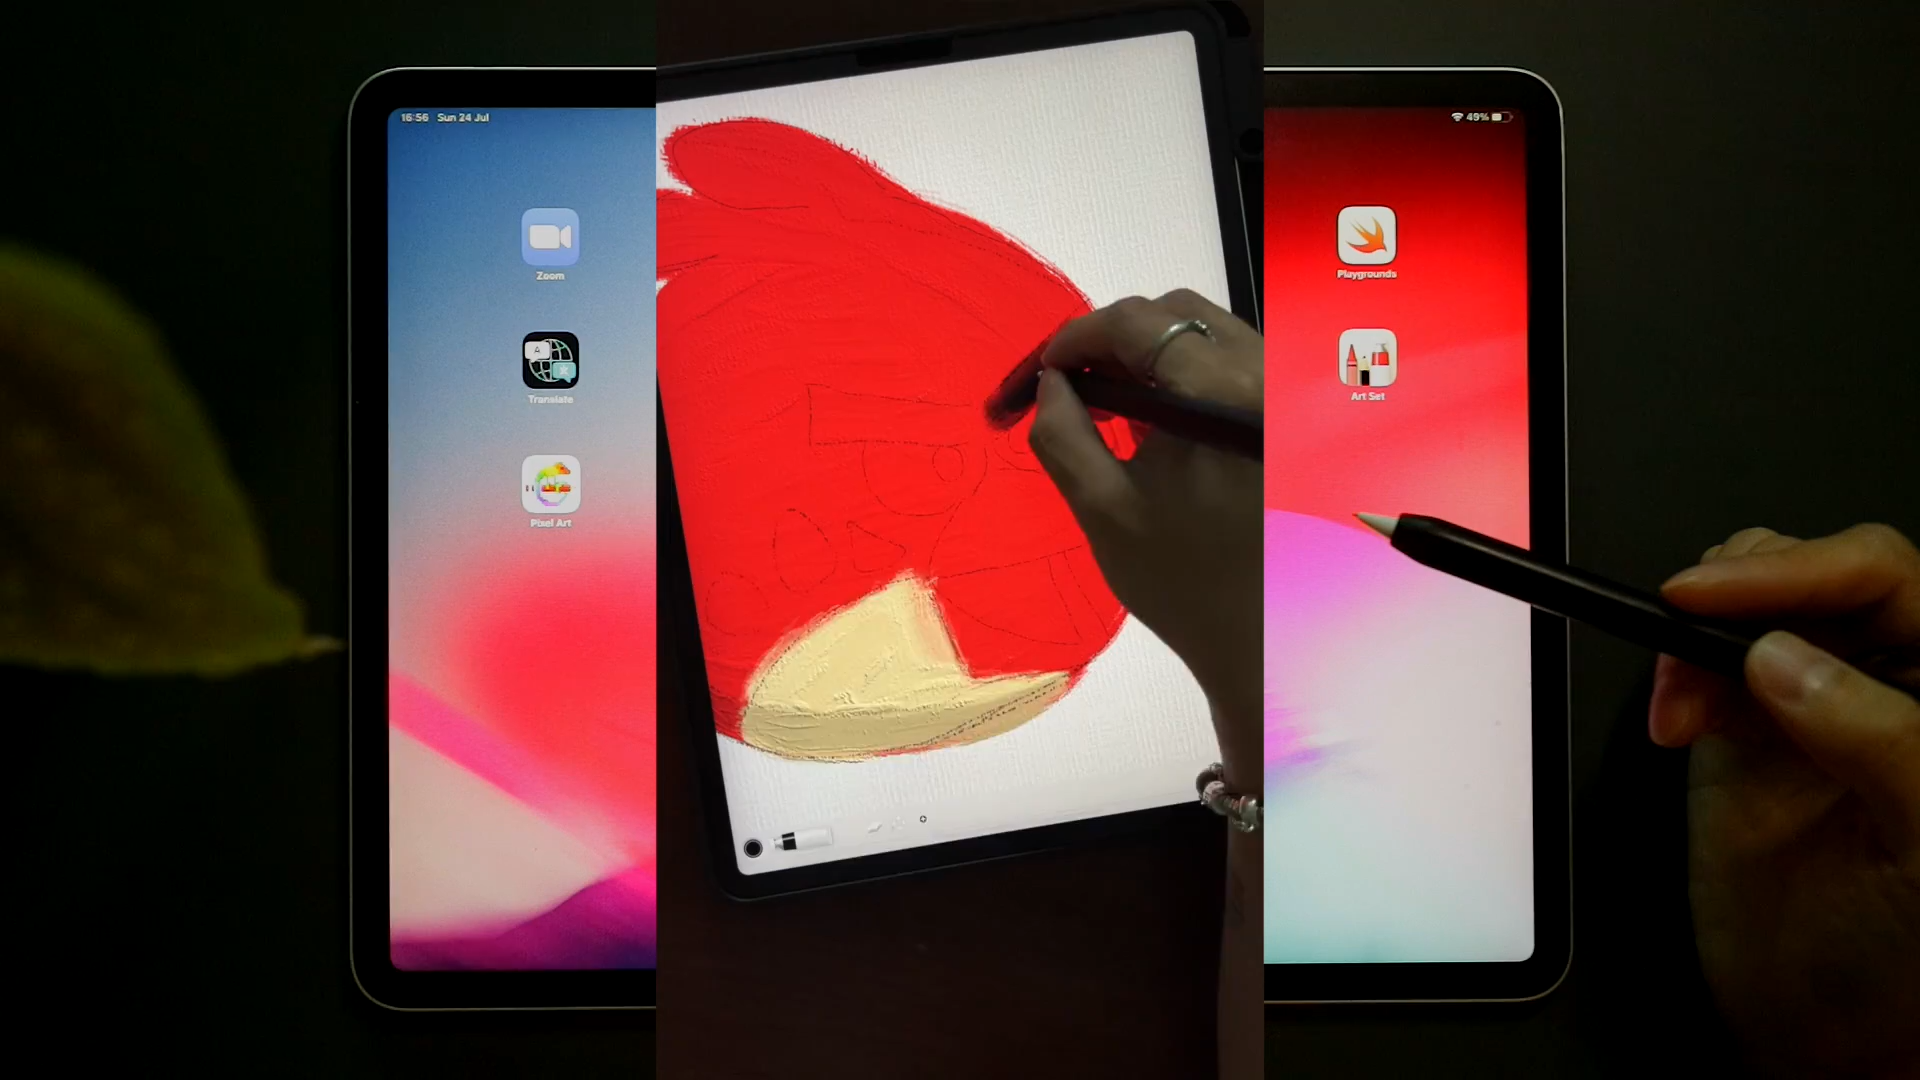 16:56 Sun 24 Jul
49%
Zoom
Playgrounds
A
Translate
Art Set
Pixel Art